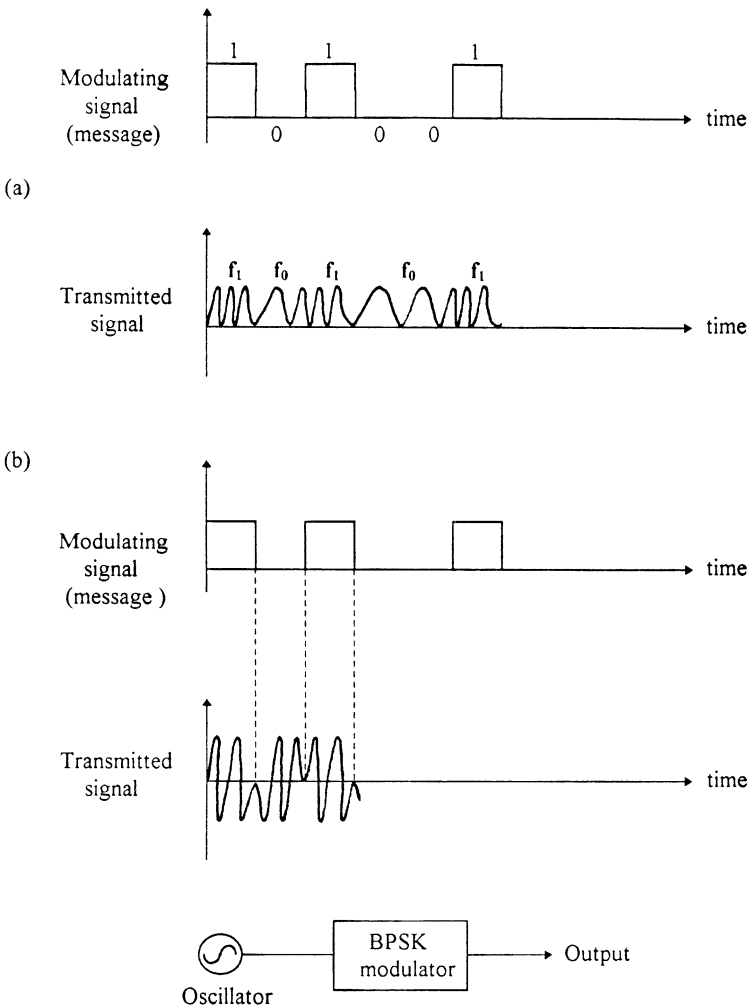 1 1 1
Modulating
signal
(message)
time
0 0 0
(a)
f₁ f₀ f₁ f₀ f₁
Transmitted
signal
time
(b)
Modulating
signal
(message )
time
Transmitted
signal
time
BPSK
modulator
Output
Oscillator